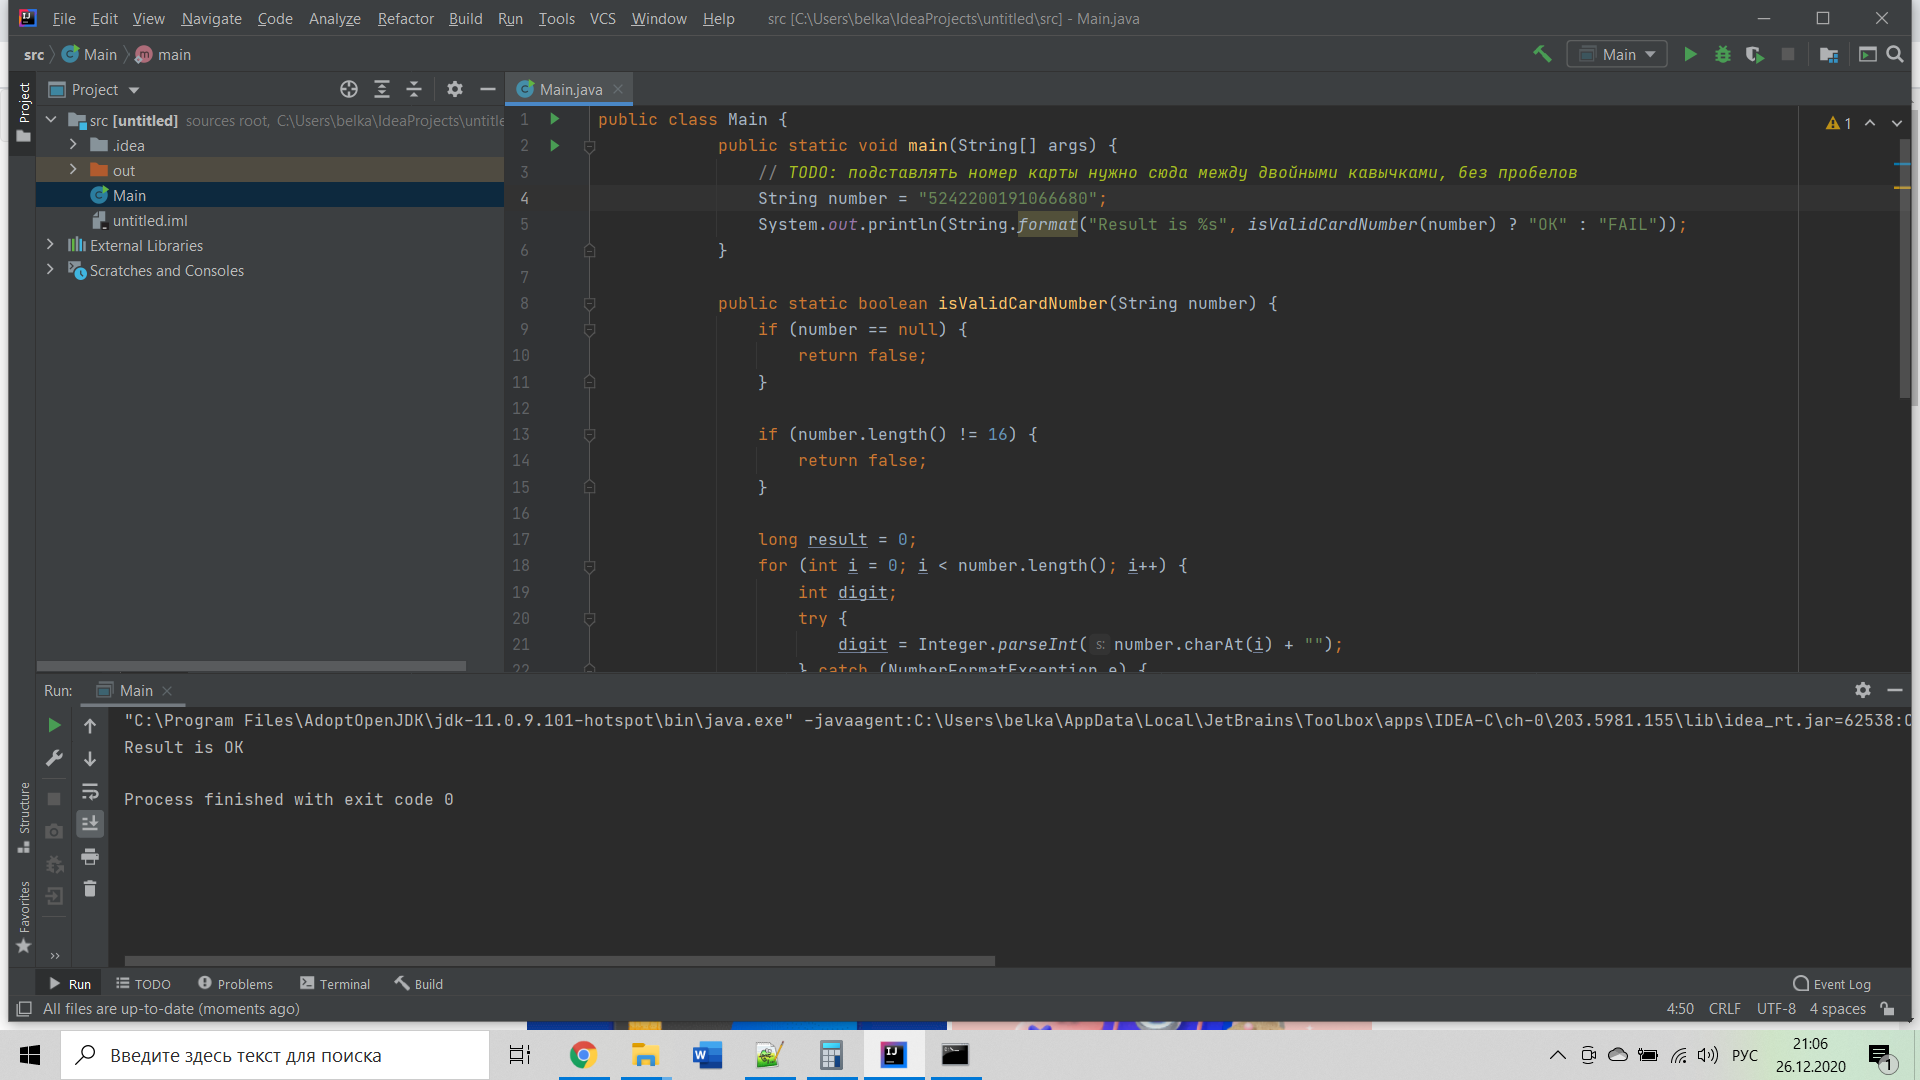 File Edit View Navigate Code Analyze Refactor Build Run Tools VCS Window Help src [C:\Users\belka\IdeaProjects\untitled\src] - Main.java
src Main main Main
Project Main.java
Project
src [untitled] sources root, C:\Users\belka\IdeaProjects\untitle
.idea
out
Main
untitled.iml
External Libraries
Scratches and Consoles
1 public class Main { 1
2 public static void main(String[] args) {
3 // TODO: подставлять номер карты нужно сюда между двойными кавычками, без пробелов
4 String number = "5242200191066680";
5 System.out.println(String.format("Result is %s", isValidCardNumber(number) ? "OK" : "FAIL"));
6 }
7
8 public static boolean isValidCardNumber(String number) {
9 if (number == null) {
10 return false;
11 }
12
13 if (number.length() != 16) {
14 return false;
15 }
16
17 long result = 0;
18 for (int i = 0; i < number.length(); i++) {
19 int digit;
20 try {
21 digit = Integer.parseInt( s: number.charAt(i) + "");
22 } catch (NumberFormatException e) {
Run: Main
"C:\Program Files\AdoptOpenJDK\jdk-11.0.9.101-hotspot\bin\java.exe" -javaagent:C:\Users\belka\AppData\Local\JetBrains\Toolbox\apps\IDEA-C\ch-0\203.5981.155\lib\idea_rt.jar=62538:C
Result is OK
Process finished with exit code 0
Structure
Favorites
Run TODO Problems Terminal Build Event Log
All files are up-to-date (moments ago) 4:50 CRLF UTF-8 4 spaces
Введите здесь текст для поиска РУС 21:06
26.12.2020 1